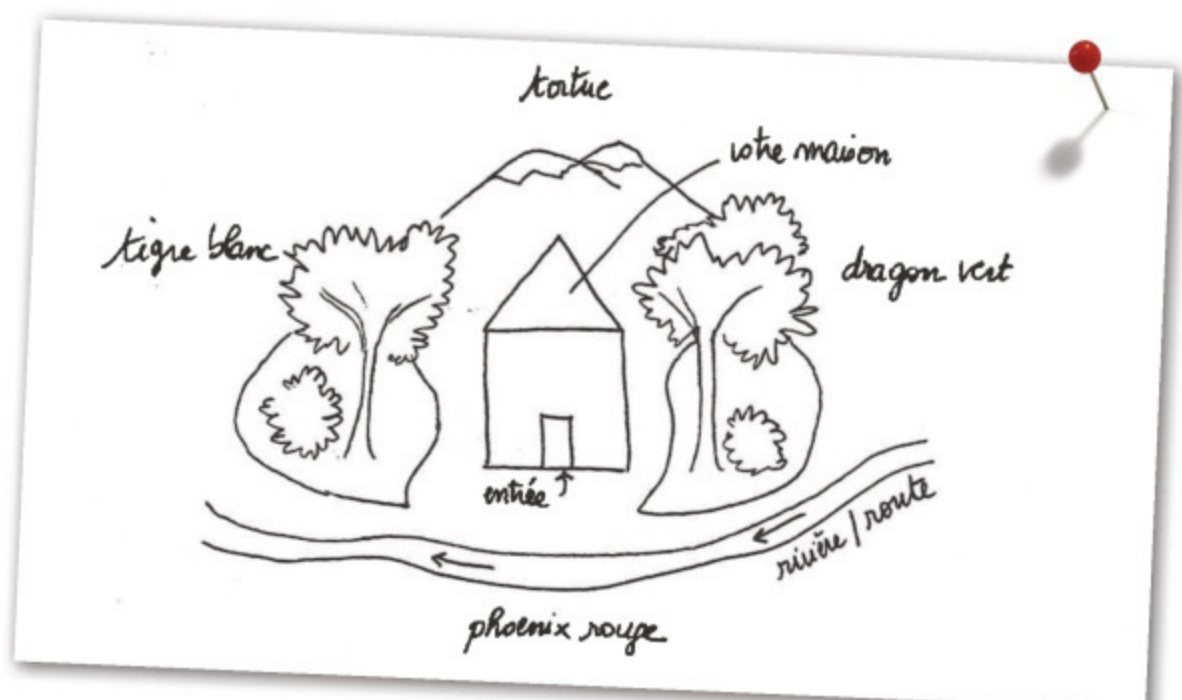 tortue
votre maison
tigre blanc
dragon vert
entrée
rivière / route
phoenix rouge